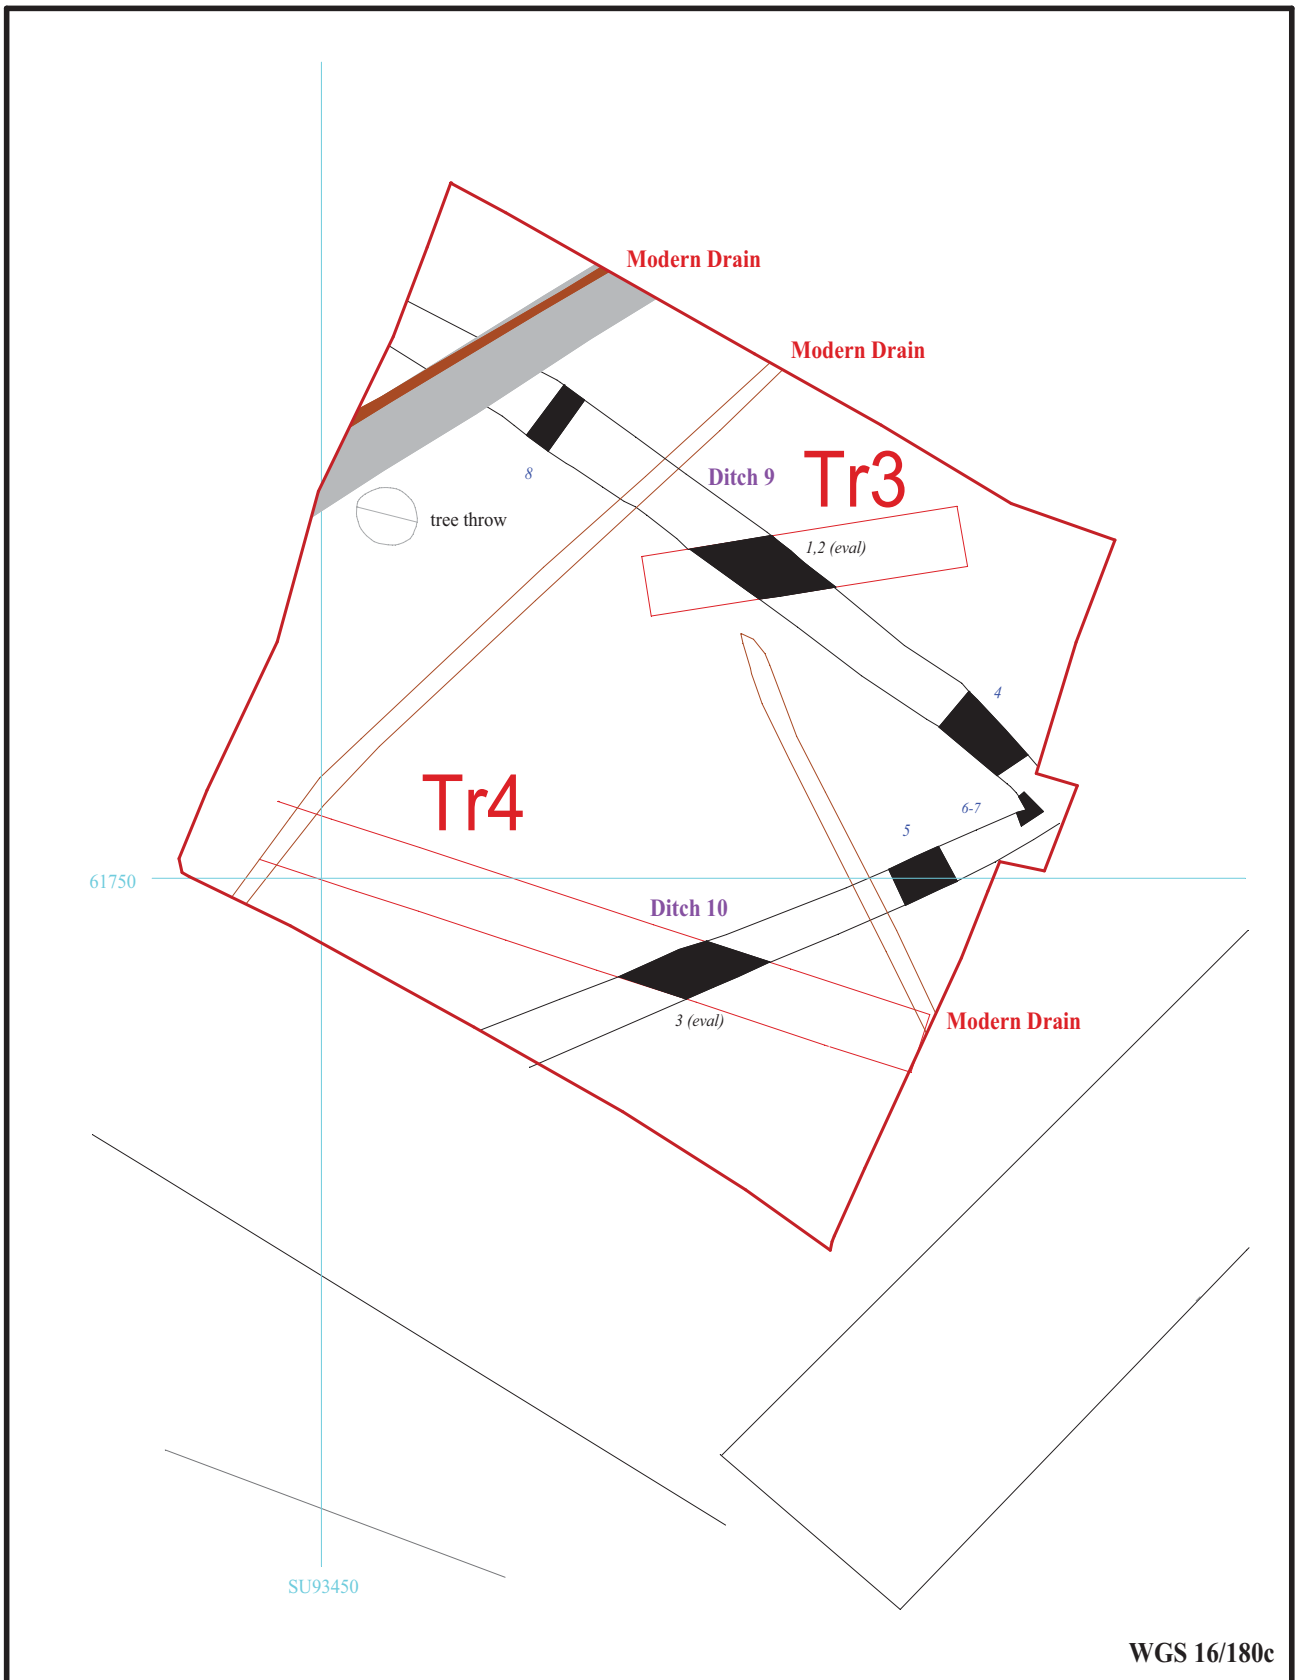 Modern Drain
Modern Drain
Tr3
Ditch 9
8
tree throw
1,2 (eval)
4
Tr4
6-7
5
61750
Ditch 10
3 (eval)
Modern Drain
SU93450
WGS 16/180c